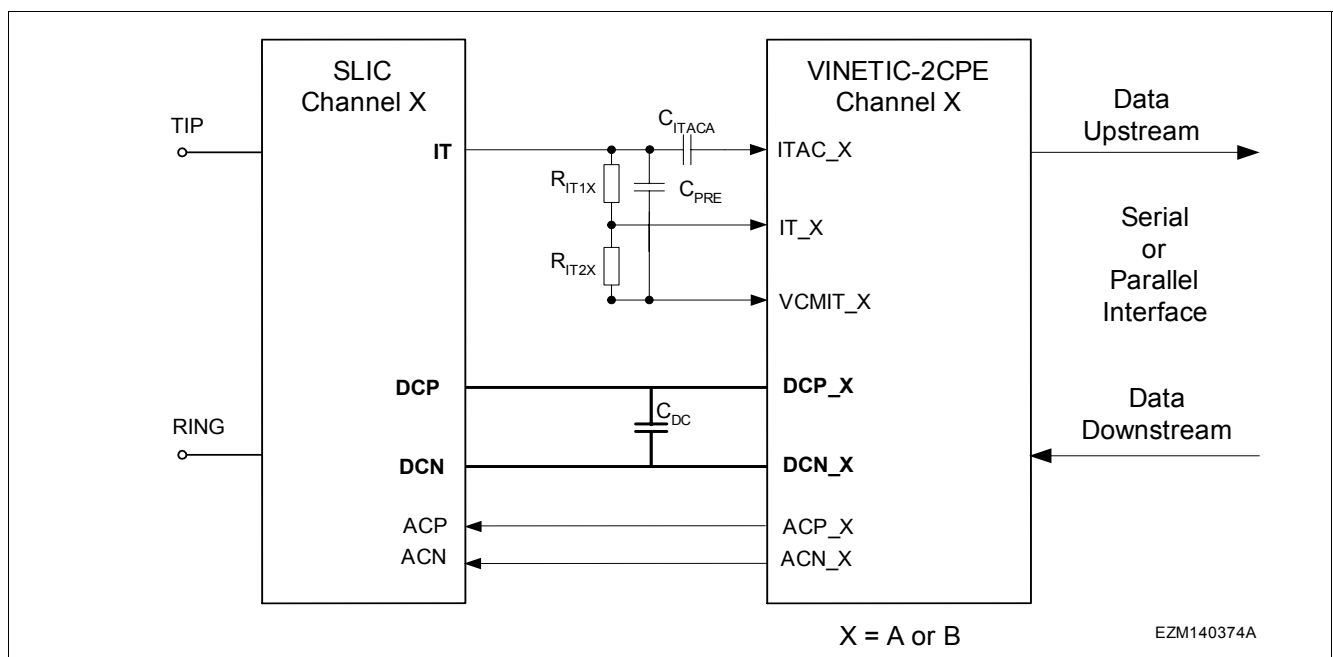 SLIC
Channel X
VINETIC-2CPE
Channel X
Data
Upstream
TIP
C_ITACA
IT
ITAC_X
R_IT1X
C_PRE
IT_X
Serial
or
Parallel
Interface
R_IT2X
VCMIT_X
DCP
DCP_X
C_DC
Data
Downstream
RING
DCN
DCN_X
ACP
ACP_X
ACN
ACN_X
X = A or B
EZM140374A